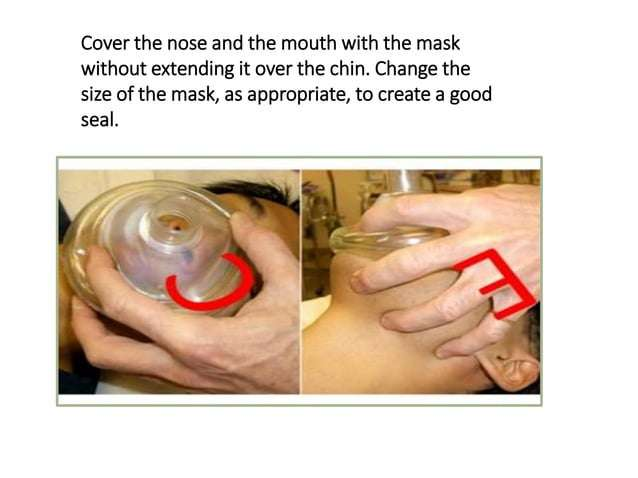 Cover the nose and the mouth with the mask
without extending it over the chin. Change the
size of the mask, as appropriate, to create a good
seal.
C
E